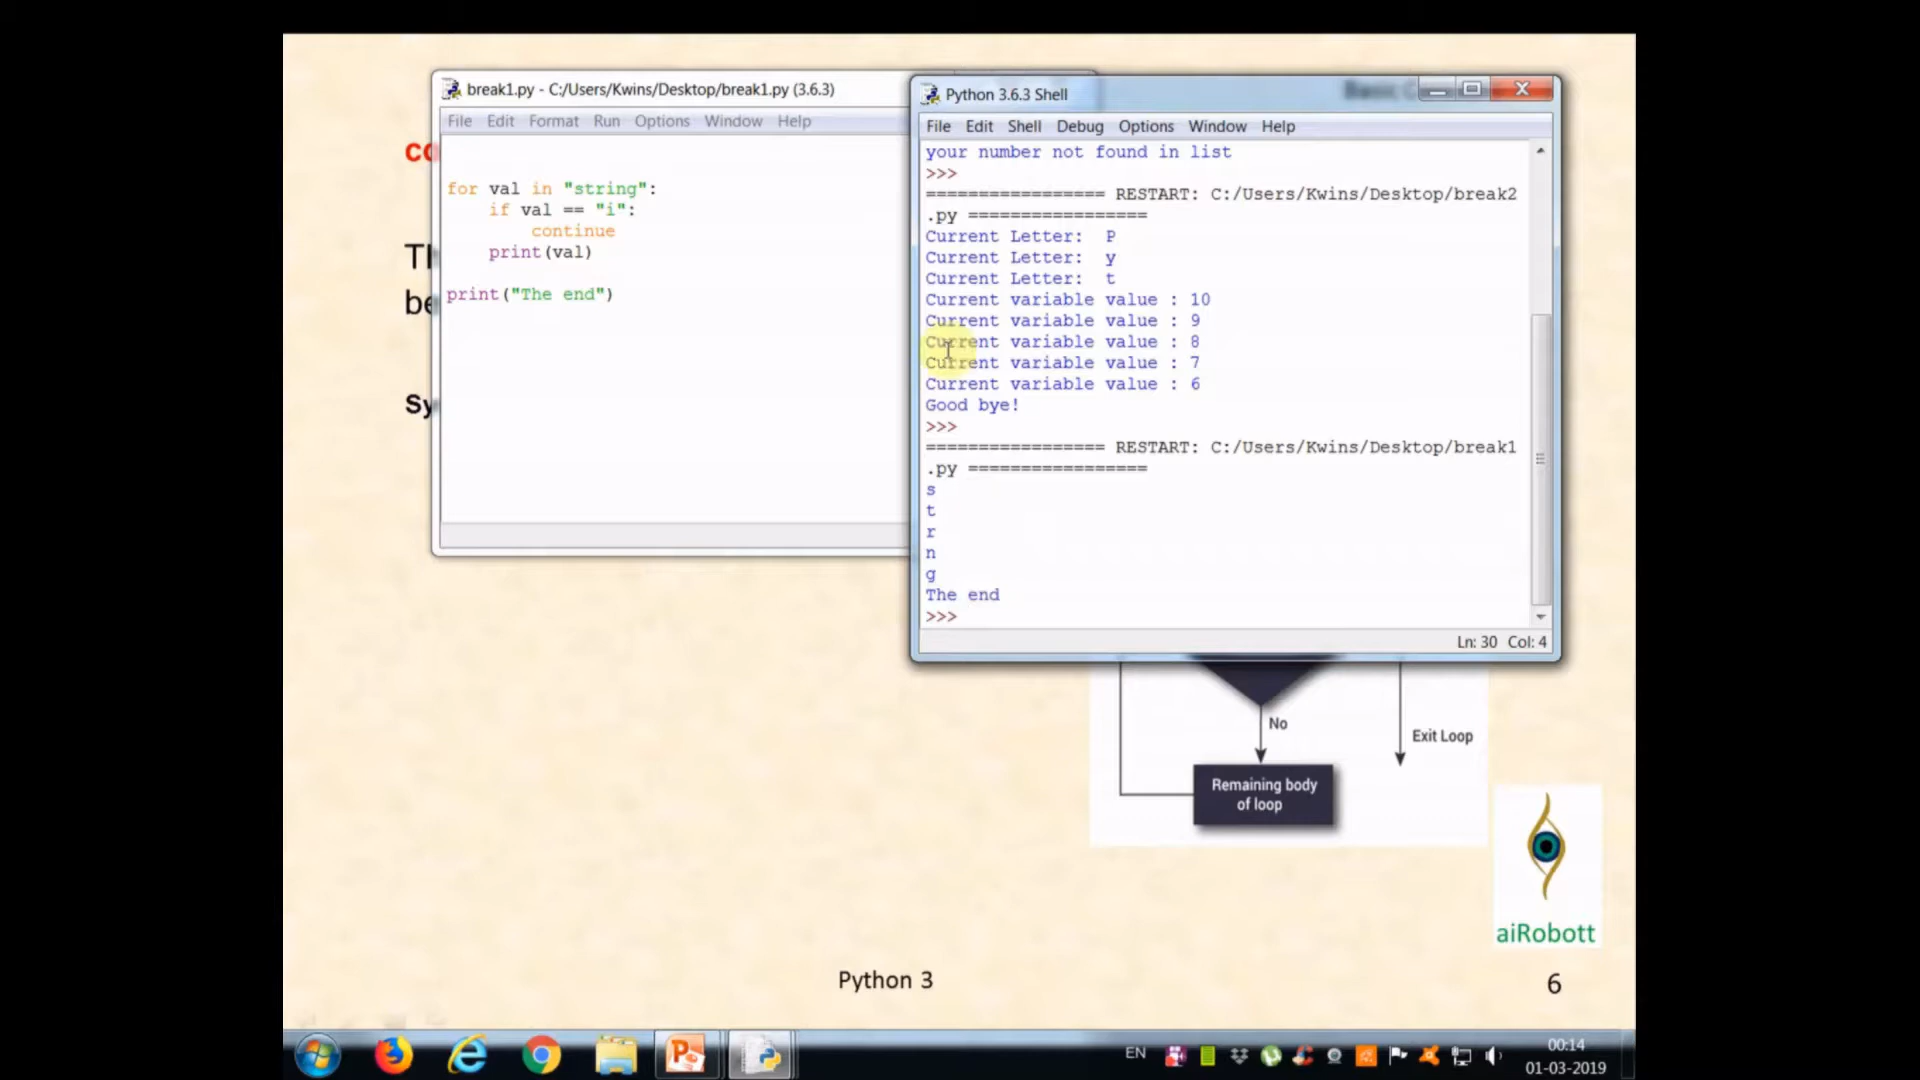 break1.py - C:/Users/Kwins/Desktop/break1.py (3.6.3)
File Edit Format Run Options Window Help
for val in "string":
if val == "i":
continue
print(val)
print("The end")
Python 3.6.3 Shell
File Edit Shell Debug Options Window Help
your number not found in list
>>>
================= RESTART: C:/Users/Kwins/Desktop/break2
.py =================
Current Letter: P
Current Letter: y
Current Letter: t
Current variable value : 10
Current variable value : 9
Current variable value : 8
Current variable value : 7
Current variable value : 6
Good bye!
>>>
================= RESTART: C:/Users/Kwins/Desktop/break1
.py =================
s
t
r
n
g
The end
>>>
Ln: 30 Col: 4
No
Exit Loop
Remaining body
of loop
aiRobott
Python 3
6
EN
00:14
01-03-2019